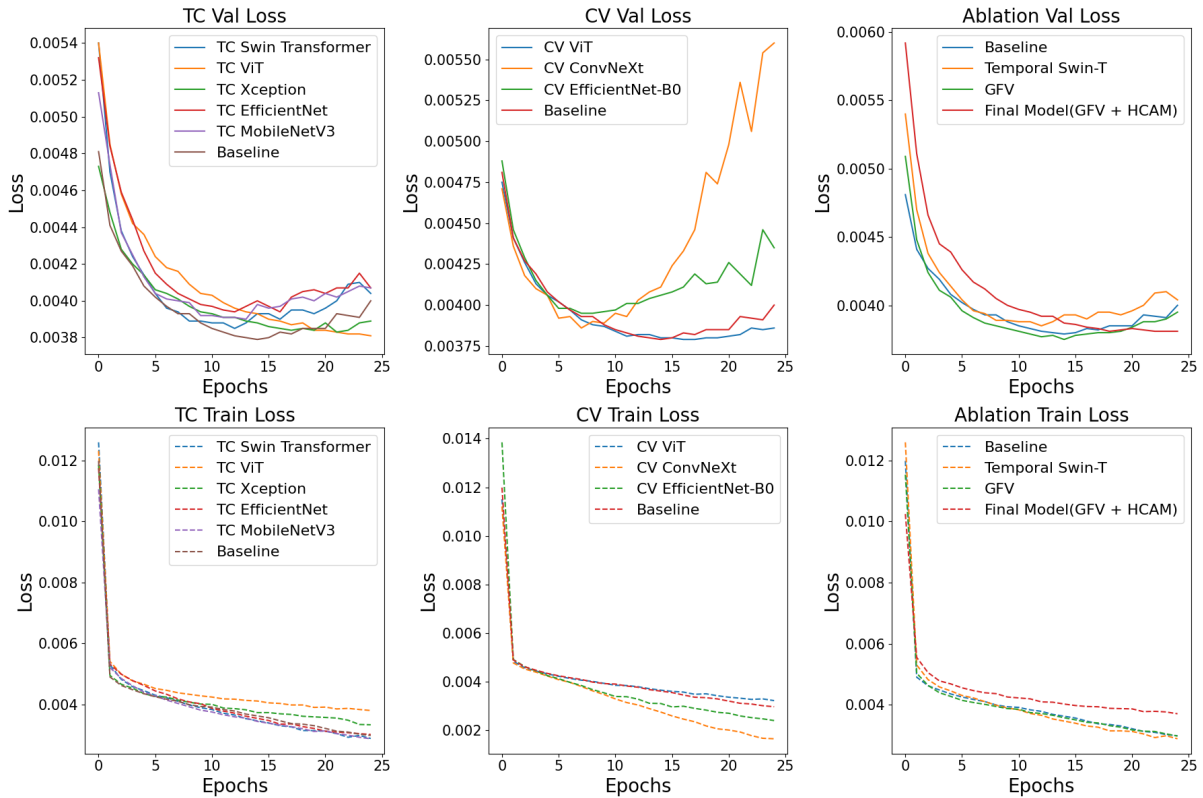 TC Val Loss
0.0054
0.0052
0.0050
0.0048
0.0046
0.0044
0.0042
0.0040
0.0038
Loss
TC Swin Transformer
TC ViT
TC Xception
TC EfficientNet
TC MobileNetV3
Baseline
0 5 10 15 20 25
Epochs
CV Val Loss
0.00550
0.00525
0.00500
0.00475
0.00450
0.00425
0.00400
0.00375
Loss
CV ViT
CV ConvNeXt
CV EfficientNet-B0
Baseline
0 5 10 15 20 25
Epochs
Ablation Val Loss
0.0060
0.0055
0.0050
0.0045
0.0040
Loss
Baseline
Temporal Swin-T
GFV
Final Model(GFV + HCAM)
0 5 10 15 20 25
Epochs
TC Train Loss
0.012
0.010
0.008
0.006
0.004
Loss
TC Swin Transformer
TC ViT
TC Xception
TC EfficientNet
TC MobileNetV3
Baseline
0 5 10 15 20 25
Epochs
CV Train Loss
0.014
0.012
0.010
0.008
0.006
0.004
0.002
Loss
CV ViT
CV ConvNeXt
CV EfficientNet-B0
Baseline
0 5 10 15 20 25
Epochs
Ablation Train Loss
0.012
0.010
0.008
0.006
0.004
Loss
Baseline
Temporal Swin-T
GFV
Final Model(GFV + HCAM)
0 5 10 15 20 25
Epochs